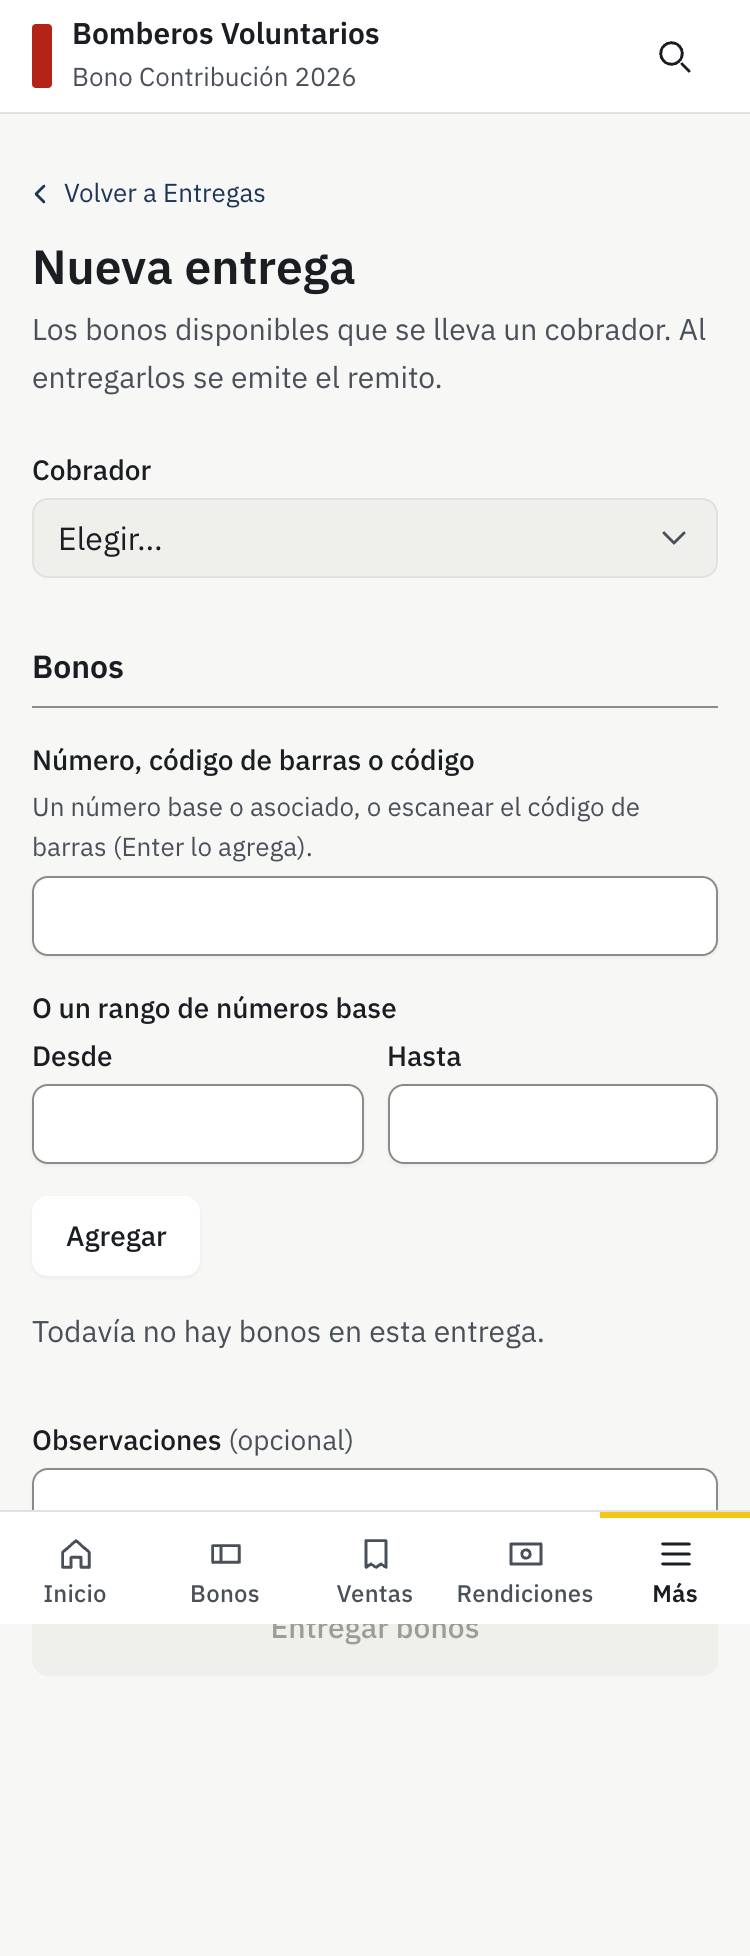 Bomberos Voluntarios
Bono Contribución 2026
Volver a Entregas
Nueva entrega
Los bonos disponibles que se lleva un cobrador. Al
entregarlos se emite el remito.
Cobrador
Elegir...
Bonos
Número, código de barras o código
Un número base o asociado, o escanear el código de
barras (Enter lo agrega).
O un rango de números base
Desde Hasta
Agregar
Todavía no hay bonos en esta entrega.
Observaciones (opcional)
Inicio Bonos Ventas Rendiciones Más
Entregar bonos